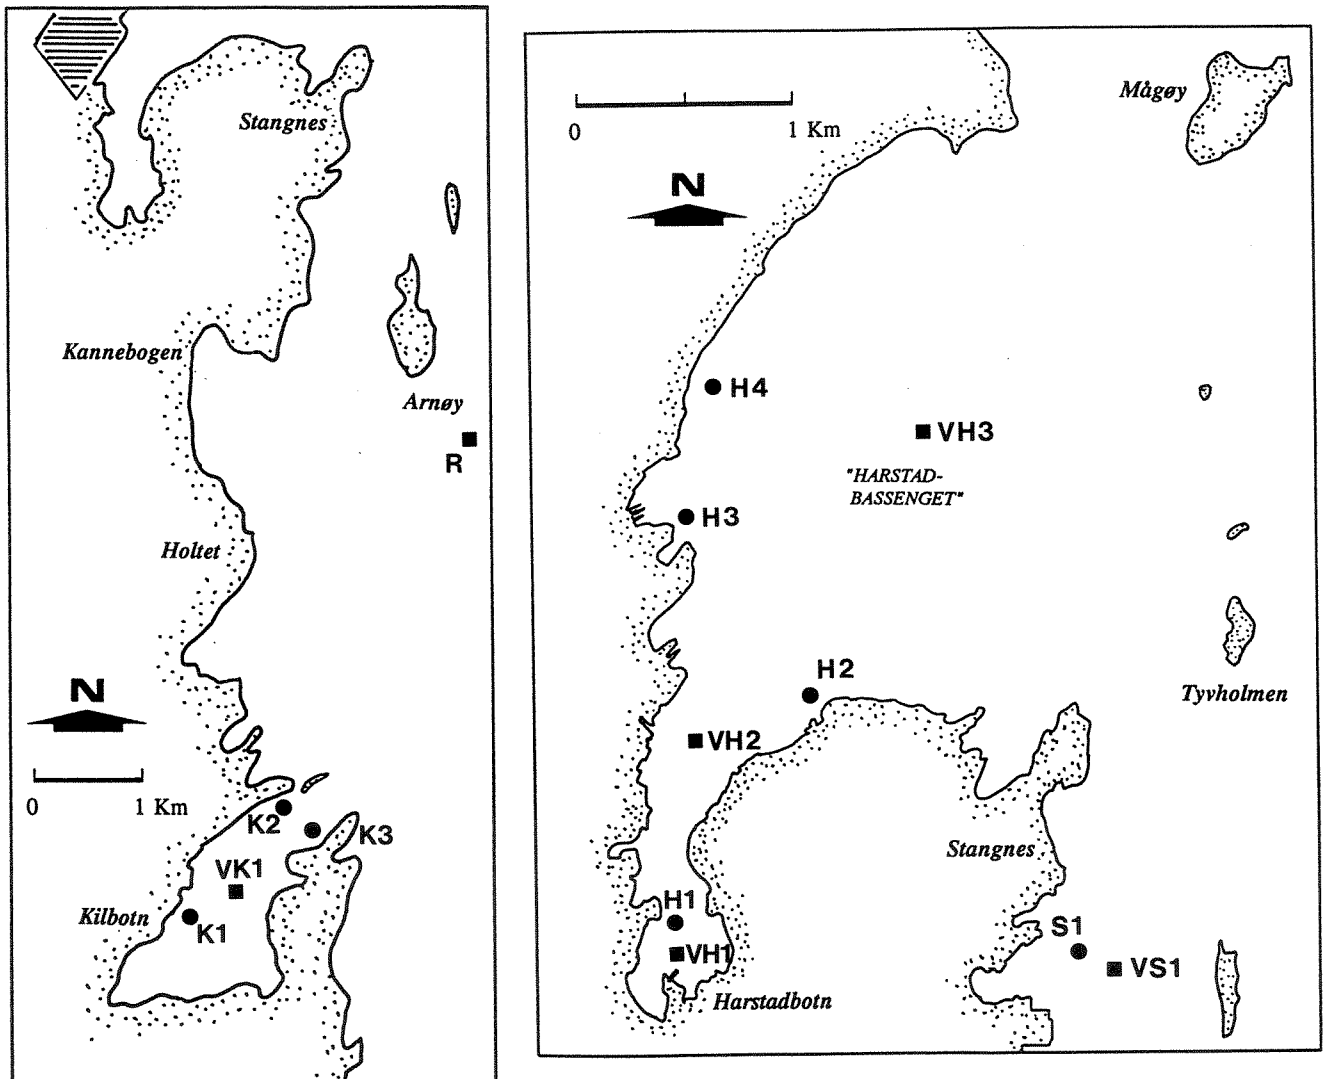 Stangnes
Kannebogen
Arnøy
R
Holtet
N
0 1 Km
K2
K3
VK1
Kilbotn
K1
Mågøy
0 1 Km
N
H4
VH3
"HARSTAD-
BASSENGET"
H3
H2
Tyvholmen
VH2
Stangnes
H1
S1
VH1
VS1
Harstadbotn